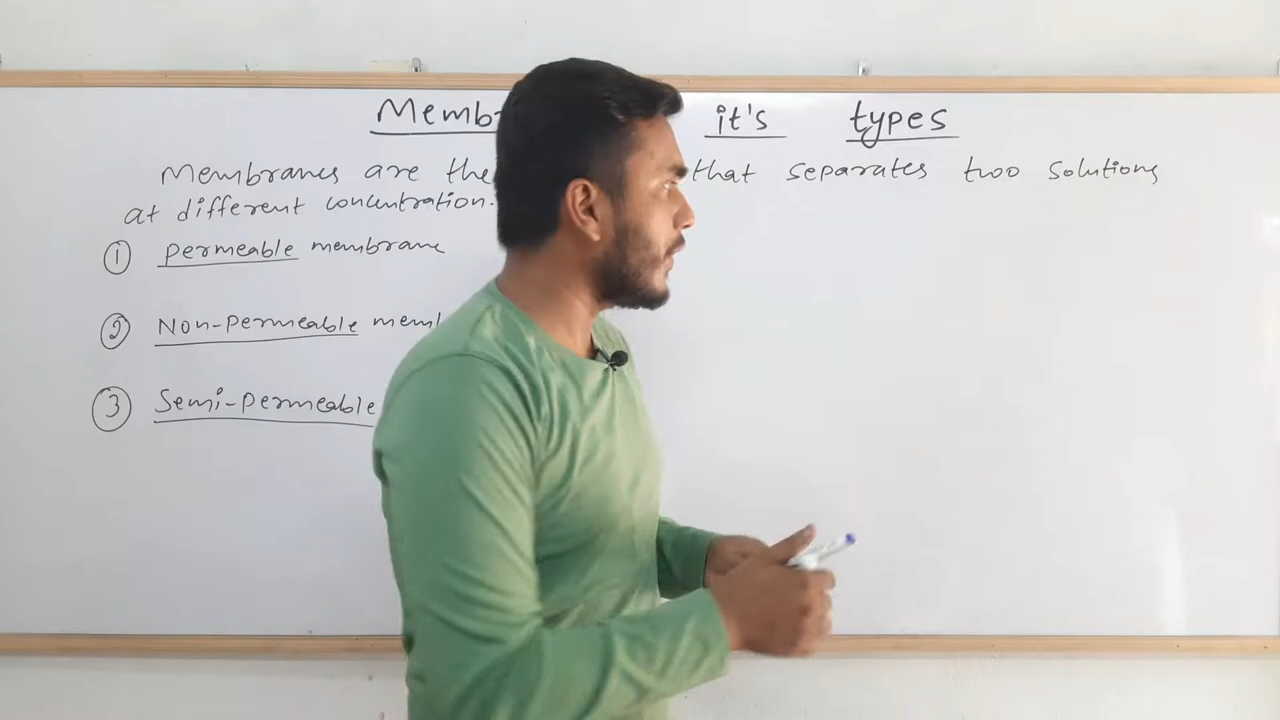 Memb it's types
Membranes are the that separates two solutions
at different concentration.
① Permeable membrane
② Non-Permeable mem
③ Semi-Permeable